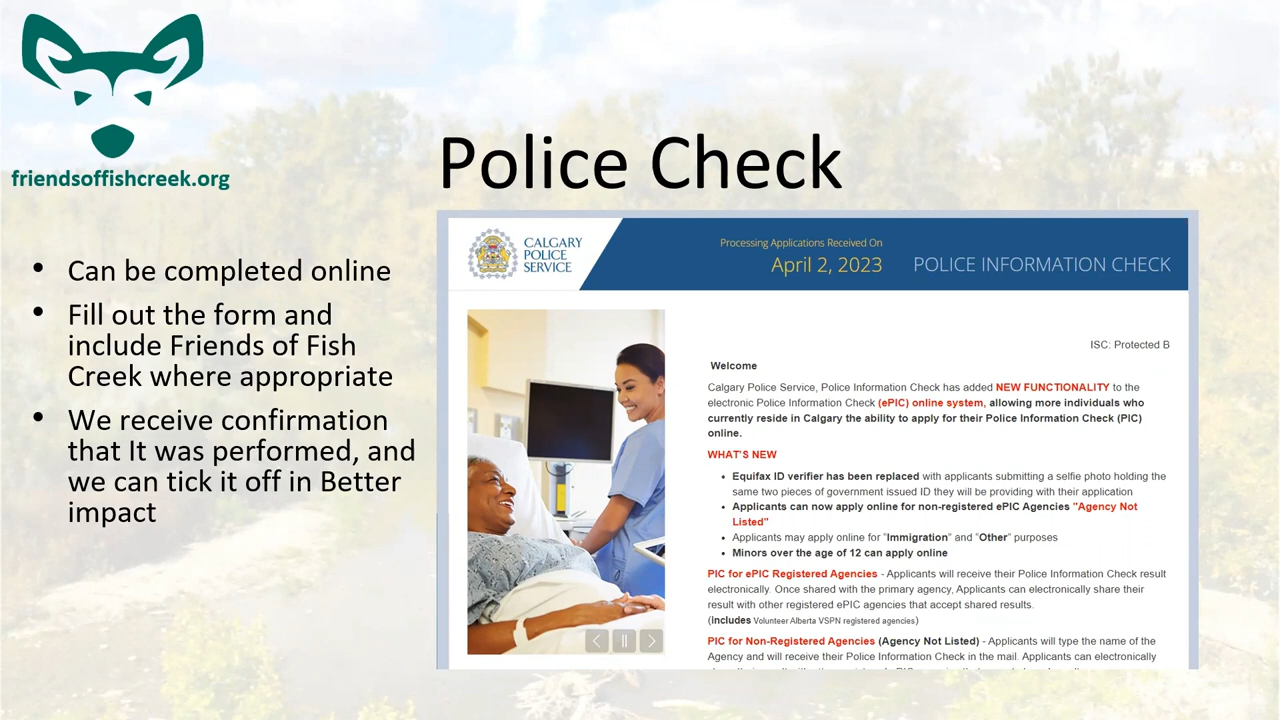 friendsoffishcreek.org
Police Check
• Can be completed online
• Fill out the form and
include Friends of Fish
Creek where appropriate
• We receive confirmation
that It was performed, and
we can tick it off in Better
impact
CALGARY
POLICE
SERVICE
Processing Applications Received On
April 2, 2023
POLICE INFORMATION CHECK
ISC: Protected B
Welcome
Calgary Police Service, Police Information Check has added NEW FUNCTIONALITY to the
electronic Police Information Check (ePIC) online system, allowing more individuals who
currently reside in Calgary the ability to apply for their Police Information Check (PIC)
online.
WHAT'S NEW
• Equifax ID verifier has been replaced with applicants submitting a selfie photo holding the
same two pieces of government issued ID they will be providing with their application
• Applicants can now apply online for non-registered ePIC Agencies "Agency Not
Listed"
• Applicants may apply online for "Immigration" and "Other" purposes
• Minors over the age of 12 can apply online
PIC for ePIC Registered Agencies - Applicants will receive their Police Information Check result
electronically. Once shared with the primary agency, Applicants can electronically share their
result with other registered ePIC agencies that accept shared results.
(includes Volunteer Alberta VSPN registered agencies)
PIC for Non-Registered Agencies (Agency Not Listed) - Applicants will type the name of the
Agency and will receive their Police Information Check in the mail. Applicants can electronically